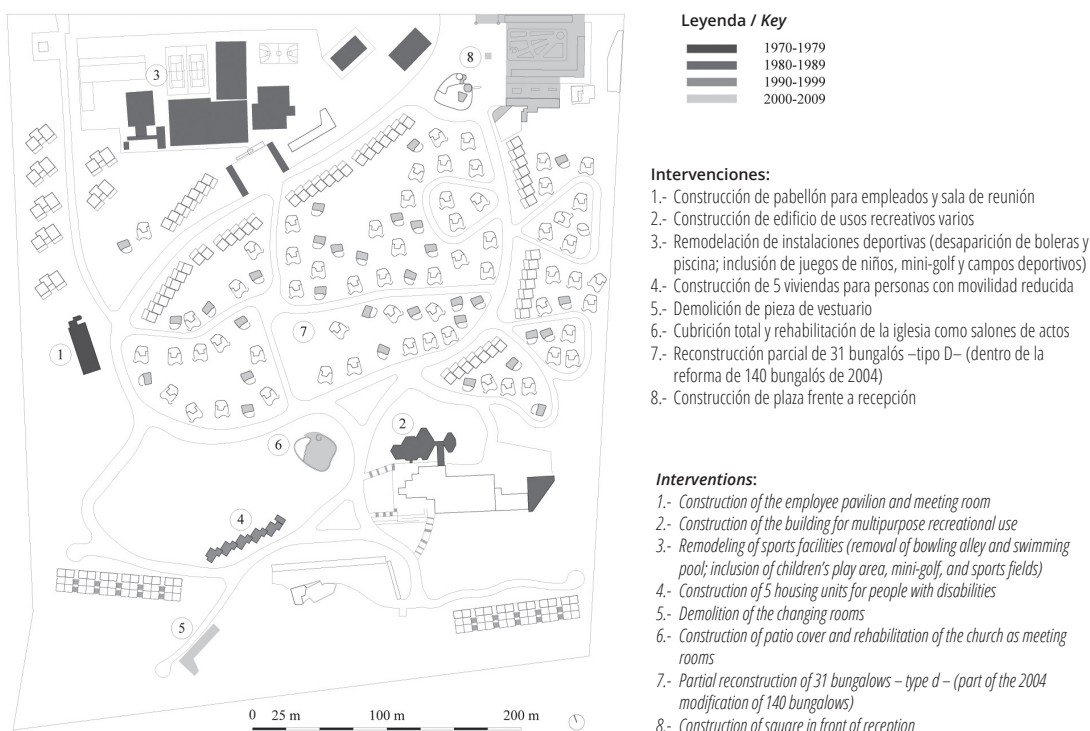 3
8
1
7
2
6
4
5
0 25 m 100 m 200 m
Leyenda / Key
1970-1979
1980-1989
1990-1999
2000-2009
Intervenciones:
1.- Construcción de pabellón para empleados y sala de reunión
2.- Construcción de edificio de usos recreativos varios
3.- Remodelación de instalaciones deportivas (desaparición de boleras y
piscina; inclusión de juegos de niños, mini-golf y campos deportivos)
4.- Construcción de 5 viviendas para personas con movilidad reducida
5.- Demolición de pieza de vestuario
6.- Cubrición total y rehabilitación de la iglesia como salones de actos
7.- Reconstrucción parcial de 31 bungalós –tipo D– (dentro de la
reforma de 140 bungalós de 2004)
8.- Construcción de plaza frente a recepción
Interventions:
1.- Construction of the employee pavilion and meeting room
2.- Construction of the building for multipurpose recreational use
3.- Remodeling of sports facilities (removal of bowling alley and swimming
pool; inclusion of children’s play area, mini-golf, and sports fields)
4.- Construction of 5 housing units for people with disabilities
5.- Demolition of the changing rooms
6.- Construction of patio cover and rehabilitation of the church as meeting
rooms
7.- Partial reconstruction of 31 bungalows – type d – (part of the 2004
modification of 140 bungalows)
8.- Construction of square in front of reception